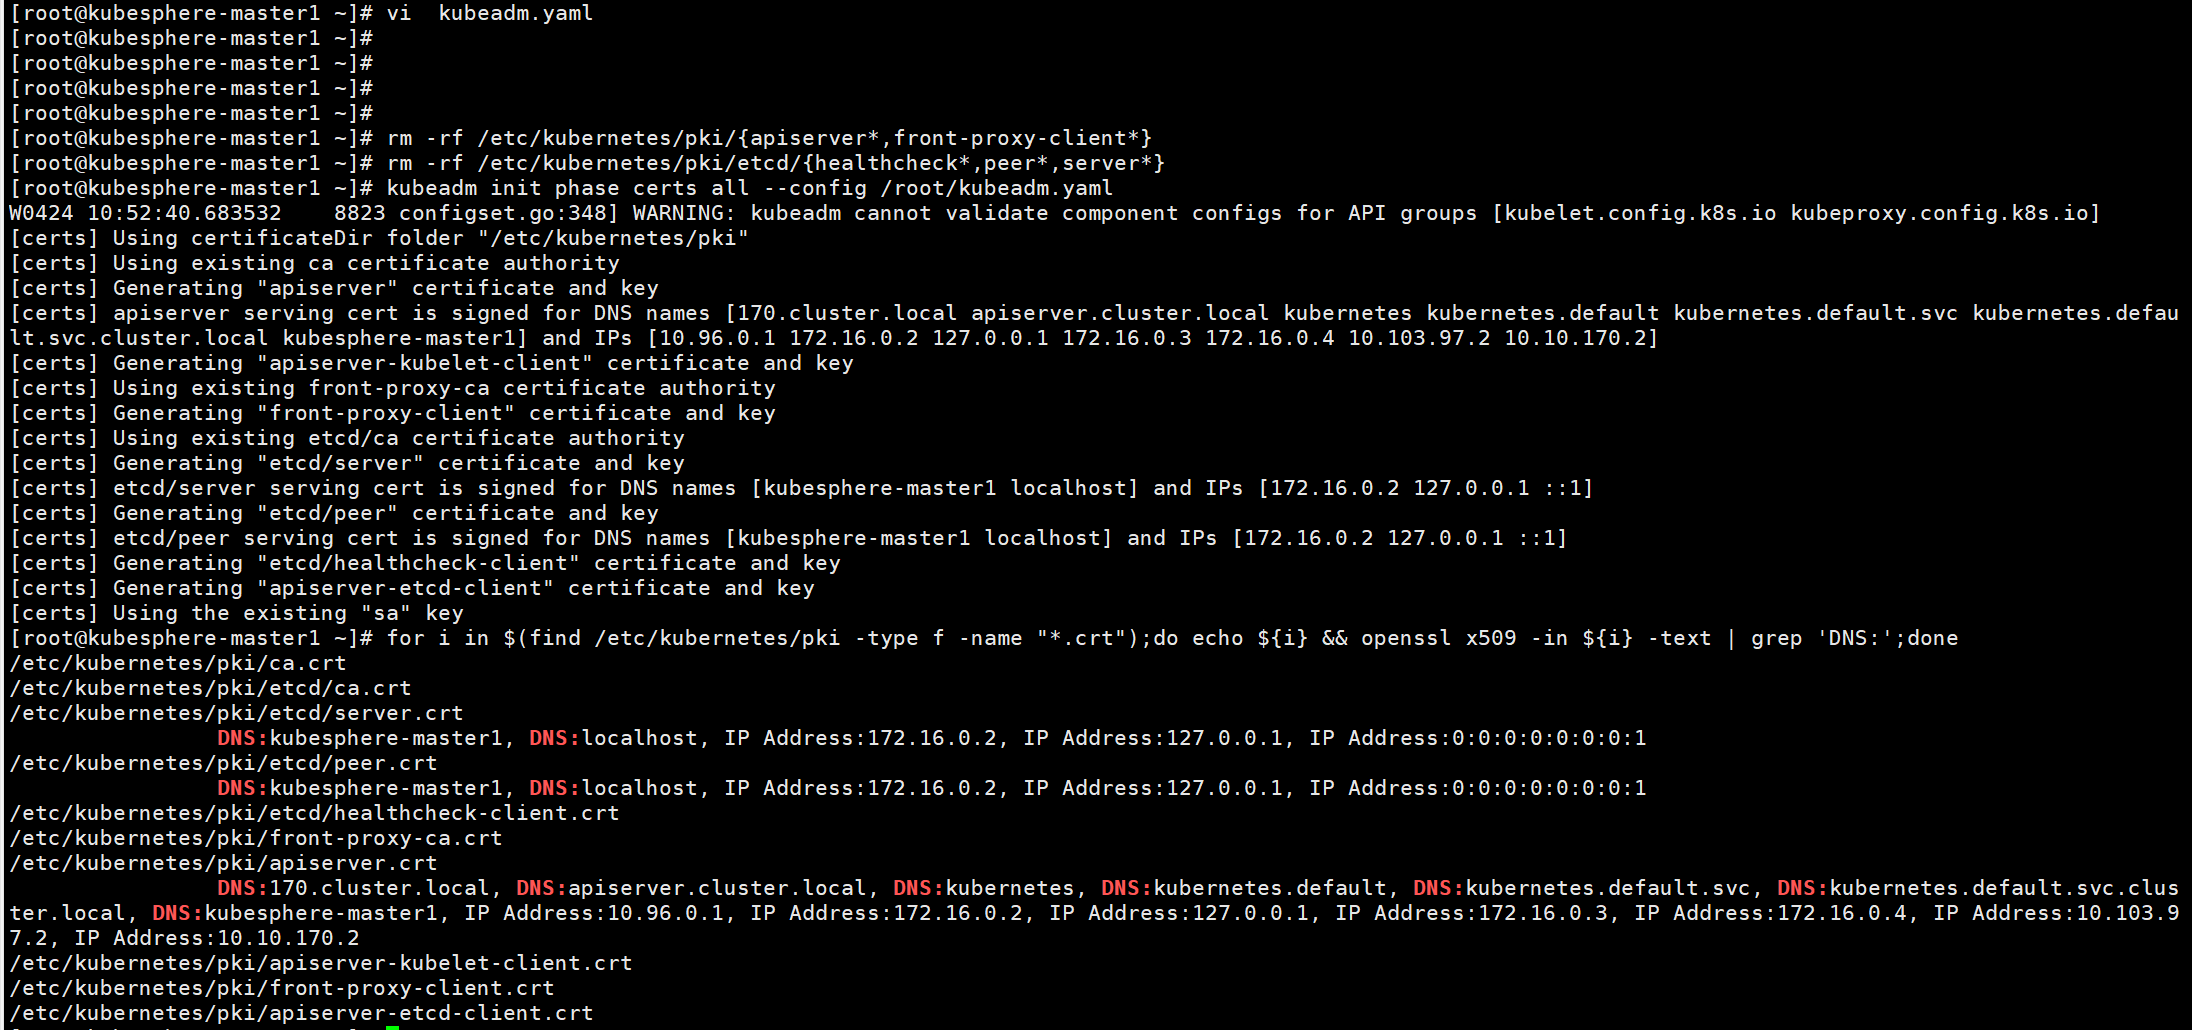 [root@kubesphere-master1 ~]# vi  kubeadm.yaml
[root@kubesphere-master1 ~]#
[root@kubesphere-master1 ~]#
[root@kubesphere-master1 ~]#
[root@kubesphere-master1 ~]#
[root@kubesphere-master1 ~]# rm -rf /etc/kubernetes/pki/{apiserver*,front-proxy-client*}
[root@kubesphere-master1 ~]# rm -rf /etc/kubernetes/pki/etcd/{healthcheck*,peer*,server*}
[root@kubesphere-master1 ~]# kubeadm init phase certs all --config /root/kubeadm.yaml
W0424 10:52:40.683532    8823 configset.go:348] WARNING: kubeadm cannot validate component configs for API groups [kubelet.config.k8s.io kubeproxy.config.k8s.io]
[certs] Using certificateDir folder "/etc/kubernetes/pki"
[certs] Using existing ca certificate authority
[certs] Generating "apiserver" certificate and key
[certs] apiserver serving cert is signed for DNS names [170.cluster.local apiserver.cluster.local kubernetes kubernetes.default kubernetes.default.svc kubernetes.defau
lt.svc.cluster.local kubesphere-master1] and IPs [10.96.0.1 172.16.0.2 127.0.0.1 172.16.0.3 172.16.0.4 10.103.97.2 10.10.170.2]
[certs] Generating "apiserver-kubelet-client" certificate and key
[certs] Using existing front-proxy-ca certificate authority
[certs] Generating "front-proxy-client" certificate and key
[certs] Using existing etcd/ca certificate authority
[certs] Generating "etcd/server" certificate and key
[certs] etcd/server serving cert is signed for DNS names [kubesphere-master1 localhost] and IPs [172.16.0.2 127.0.0.1 ::1]
[certs] Generating "etcd/peer" certificate and key
[certs] etcd/peer serving cert is signed for DNS names [kubesphere-master1 localhost] and IPs [172.16.0.2 127.0.0.1 ::1]
[certs] Generating "etcd/healthcheck-client" certificate and key
[certs] Generating "apiserver-etcd-client" certificate and key
[certs] Using the existing "sa" key
[root@kubesphere-master1 ~]# for i in $(find /etc/kubernetes/pki -type f -name "*.crt");do echo ${i} && openssl x509 -in ${i} -text | grep 'DNS:';done
/etc/kubernetes/pki/ca.crt
/etc/kubernetes/pki/etcd/ca.crt
/etc/kubernetes/pki/etcd/server.crt
                DNS:kubesphere-master1, DNS:localhost, IP Address:172.16.0.2, IP Address:127.0.0.1, IP Address:0:0:0:0:0:0:0:1
/etc/kubernetes/pki/etcd/peer.crt
                DNS:kubesphere-master1, DNS:localhost, IP Address:172.16.0.2, IP Address:127.0.0.1, IP Address:0:0:0:0:0:0:0:1
/etc/kubernetes/pki/etcd/healthcheck-client.crt
/etc/kubernetes/pki/front-proxy-ca.crt
/etc/kubernetes/pki/apiserver.crt
                DNS:170.cluster.local, DNS:apiserver.cluster.local, DNS:kubernetes, DNS:kubernetes.default, DNS:kubernetes.default.svc, DNS:kubernetes.default.svc.clus
ter.local, DNS:kubesphere-master1, IP Address:10.96.0.1, IP Address:172.16.0.2, IP Address:127.0.0.1, IP Address:172.16.0.3, IP Address:172.16.0.4, IP Address:10.103.9
7.2, IP Address:10.10.170.2
/etc/kubernetes/pki/apiserver-kubelet-client.crt
/etc/kubernetes/pki/front-proxy-client.crt
/etc/kubernetes/pki/apiserver-etcd-client.crt